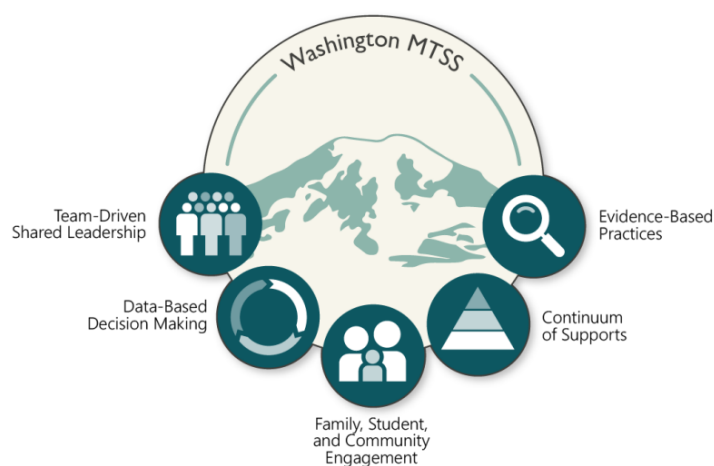 Washington MTSS
Team-Driven
Shared Leadership
Evidence-Based
Practices
Data-Based
Decision Making
Continuum
of Supports
Family, Student,
and Community
Engagement